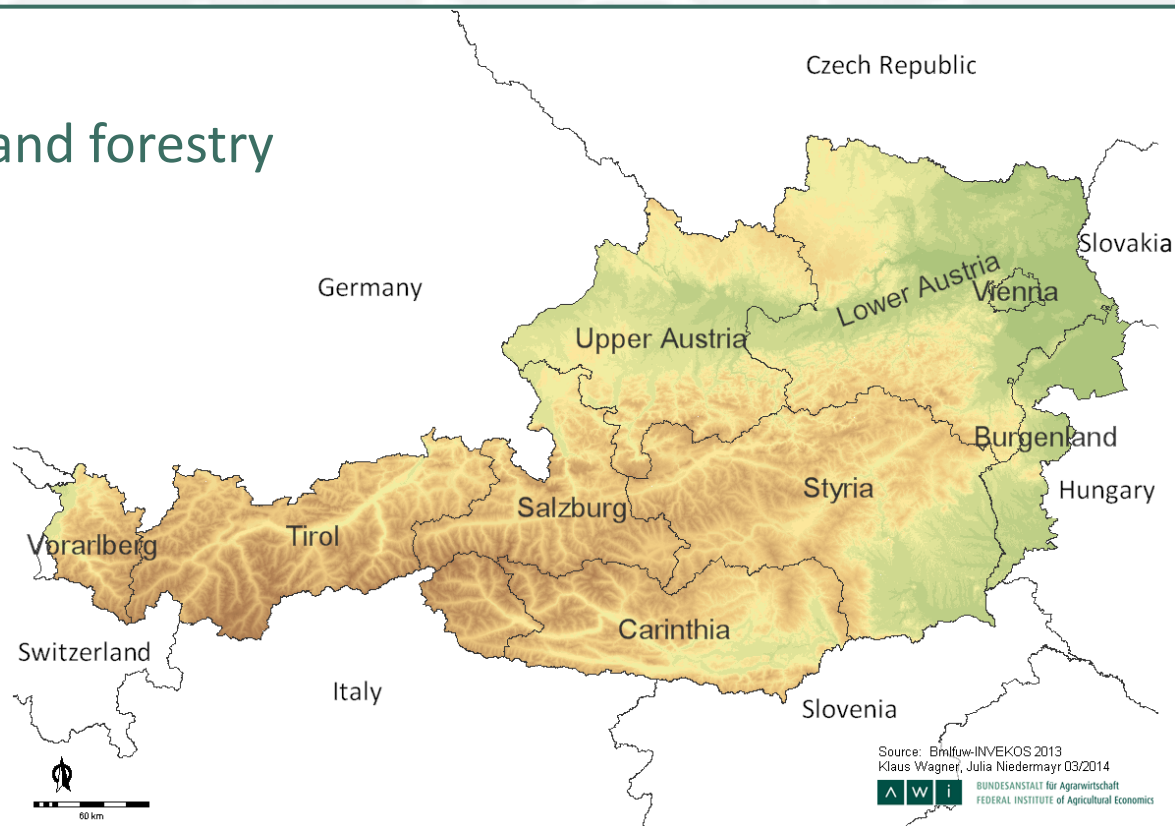 Czech Republic
and forestry
Slovakia
Germany
Lower Austria
Vienna
Upper Austria
Burgenland
Styria
Hungary
Salzburg
Tirol
Vorarlberg
Carinthia
Switzerland
Italy
Slovenia
Source: Bmlfuw-INVEKOS 2013
Klaus Wagner, Julia Niedermayr 03/2014
60 km
AWI
BUNDESANSTALT für Agrarwirtschaft
FEDERAL INSTITUTE of Agricultural Economics